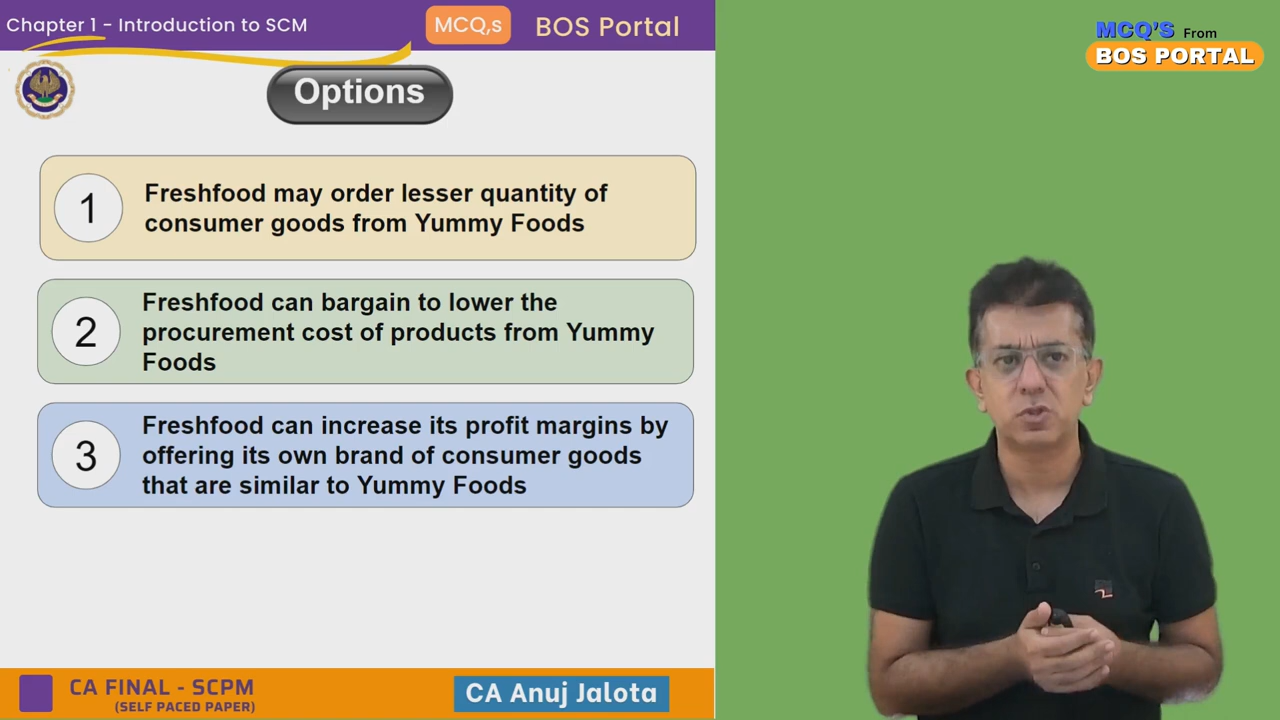 Chapter 1 - Introduction to SCM
MCQ,s
BOS Portal
MCQ'S From
BOS PORTAL
Options
1
Freshfood may order lesser quantity of
consumer goods from Yummy Foods
2
Freshfood can bargain to lower the
procurement cost of products from Yummy
Foods
3
Freshfood can increase its profit margins by
offering its own brand of consumer goods
that are similar to Yummy Foods
CA FINAL - SCPM
(SELF PACED PAPER)
CA Anuj Jalota